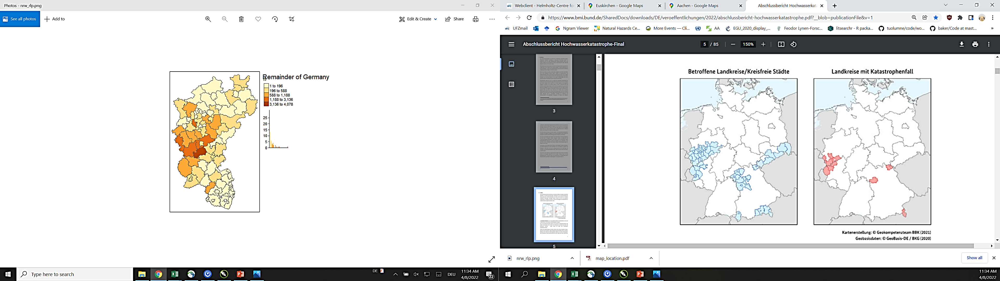 Photos - nrw_rlp.png
See all photos
Add to
Edit & Create
Share
Remainder of Germany
n
1 to 196
196 to 588
588 to 1,188
1,188 to 3,136
3,136 to 4,078
25
20
15
10
5
0
Type here to search
DE
DEU
11:34 AM
4/8/2022
22
Webclient - Helmholtz-Centre fo
Euskirchen - Google Maps
Aachen - Google Maps
Abschlussbericht Hochwasserkat
https://www.bmi.bund.de/SharedDocs/downloads/DE/veroeffentlichungen/2022/abschlussbericht-hochwasserkatastrophe.pdf?__blob=publicationFile&v=1
UFZmail
Ngram Viewer
Natural Hazards Ce...
More Events — Cli...
AA
EGU_2020_display_...
Feodor Lynen-Forsc...
litsearchr - R packa...
tuolumne/code/wo...
baker/Code at mast...
»
Abschlussbericht Hochwasserkatastrophe-Final
5 / 85
150%
3
4
5
Betroffene Landkreise/Kreisfreie Städte
Landkreise mit Katastrophenfall
Kartenerstellung: © Geokompetenzteam BBK (2021)
Geobasisdaten: © GeoBasis-DE / BKG (2020)
nrw_rlp.png
map_location.pdf
Show all
11:34 AM
4/8/2022